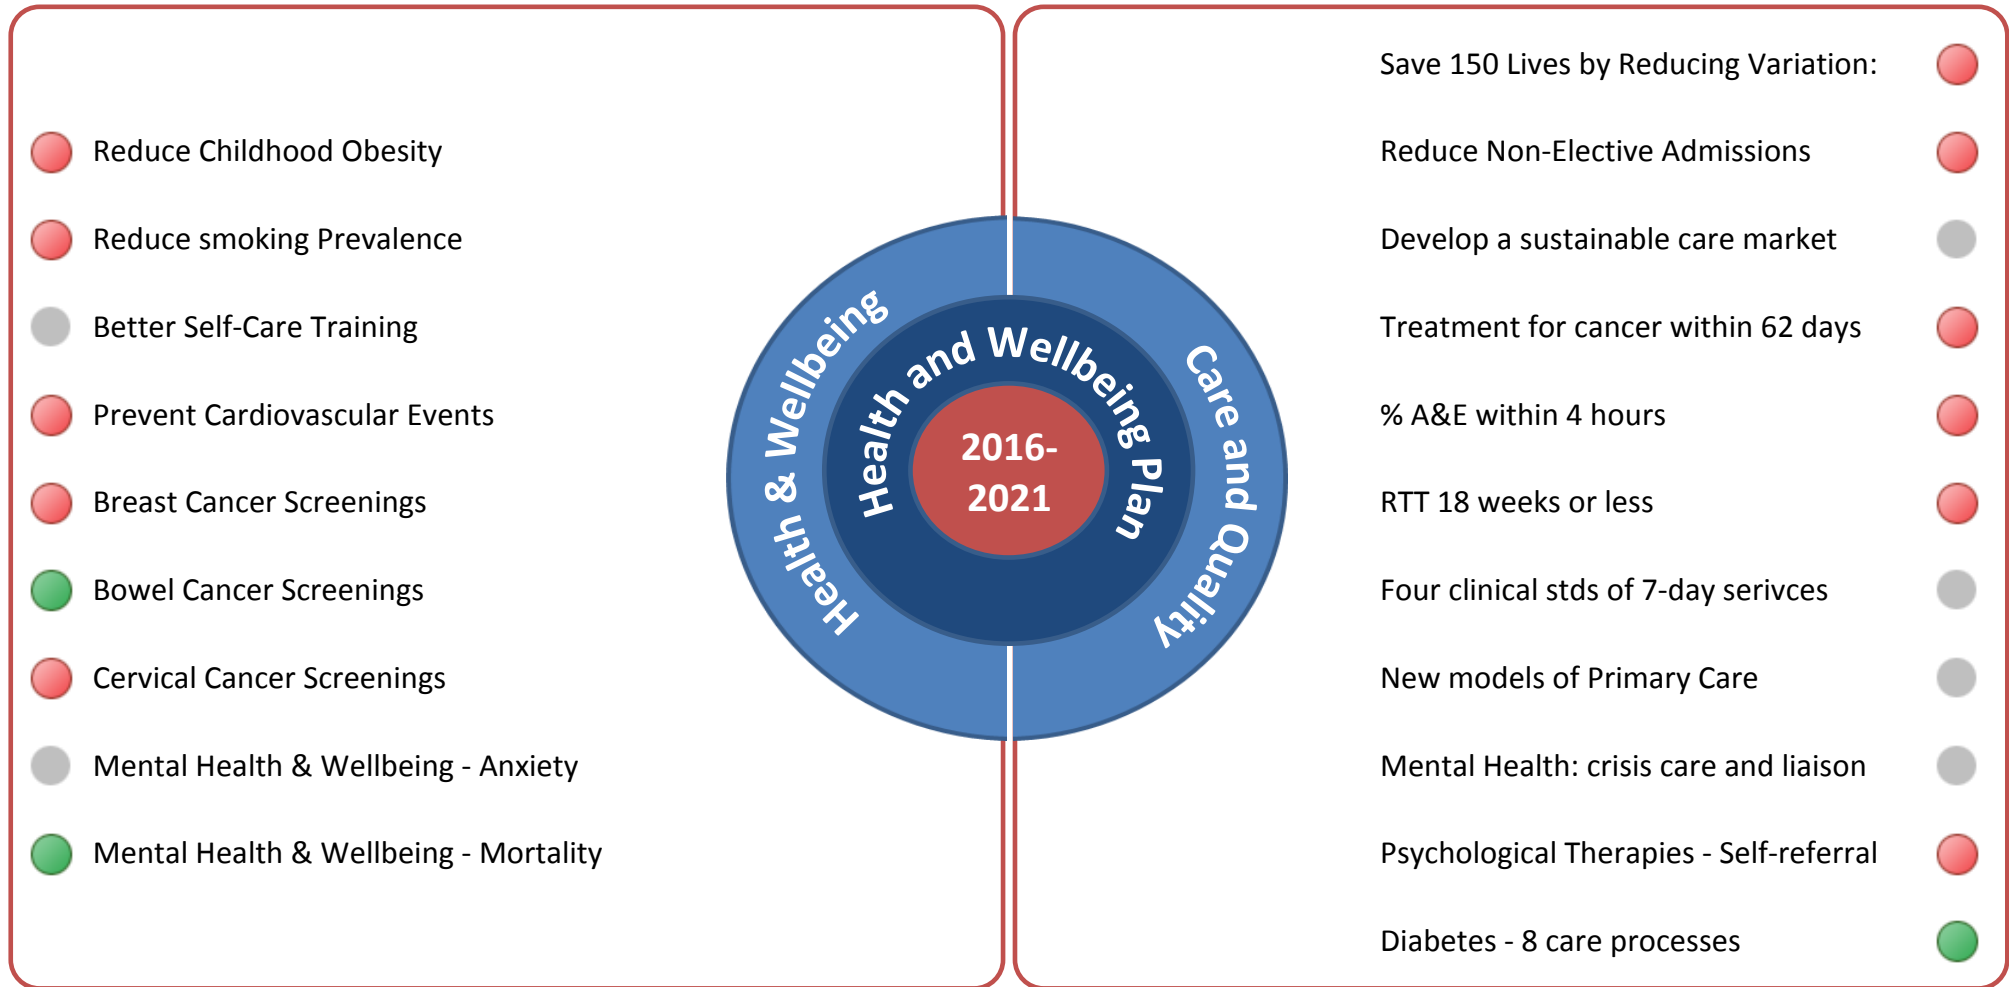 Reduce Childhood Obesity
Reduce smoking Prevalence
Better Self-Care Training
Prevent Cardiovascular Events
Breast Cancer Screenings
Bowel Cancer Screenings
Cervical Cancer Screenings
Mental Health & Wellbeing - Anxiety
Mental Health & Wellbeing - Mortality
Health & Wellbeing
Health and Wellbeing Plan
2016-
2021
Care and Quality
Save 150 Lives by Reducing Variation:
Reduce Non-Elective Admissions
Develop a sustainable care market
Treatment for cancer within 62 days
% A&E within 4 hours
RTT 18 weeks or less
Four clinical stds of 7-day serivces
New models of Primary Care
Mental Health: crisis care and liaison
Psychological Therapies - Self-referral
Diabetes - 8 care processes